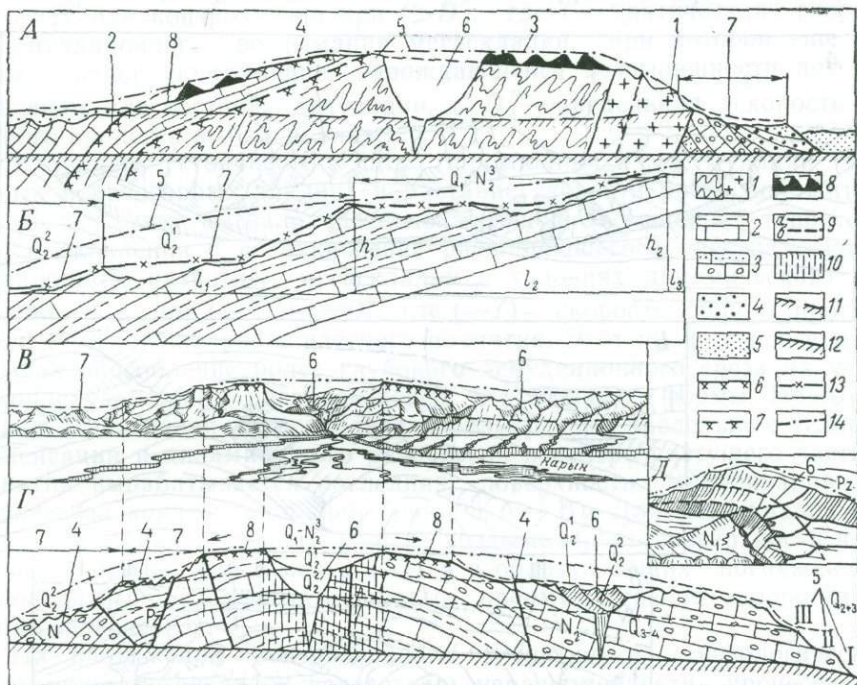 А 2 8 4 5 6 3 1 7
Б Q₂² 7 5 Q₂² 7 Q₁-N₂³ h₁ h₂ l₁ l₂ l₃
1 8
2 а б 9
3 10
4 11
5 12
6 13
7 14
В 7 6 6 Нарын
Д 6 Pz N₁s
Г
7 4 4 7 8 Q₁-N₂³ 6 8 4 Q₂¹ 6 5
Q₂² Q₂¹ Q₂² Q₂² Q₂+3
N Pz N₂ Q₃₋₄ III II I